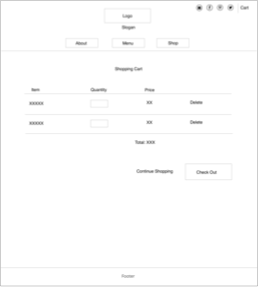 Cart
Logo
Slogan
About Menu Shop
Shopping Cart
Item Quantity Price
XXXXX XX Delete
XXXXX XX Delete
Total: XXX
Continue Shopping Check Out
Footer